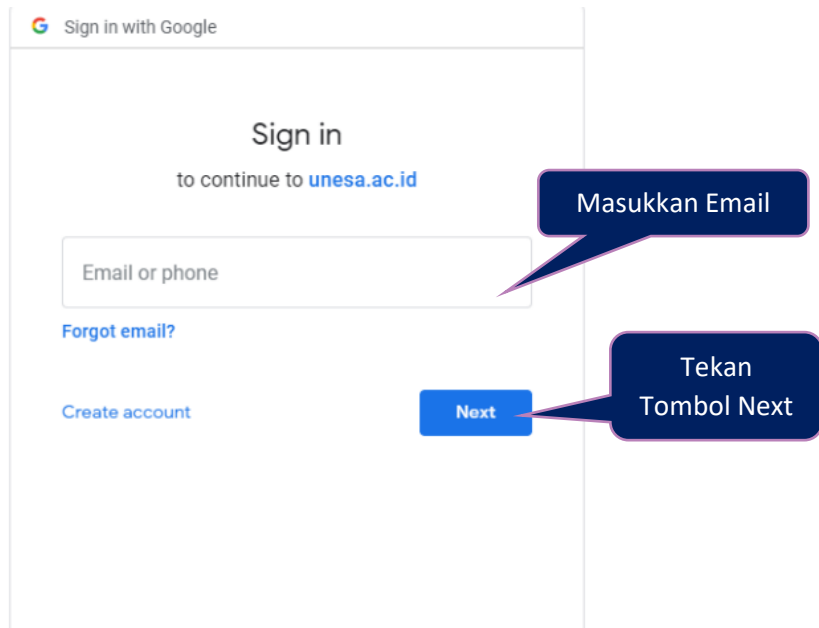 Sign in with Google
Sign in
to continue to unesa.ac.id
Masukkan Email
Email or phone
Forgot email?
Tekan
Tombol Next
Create account
Next